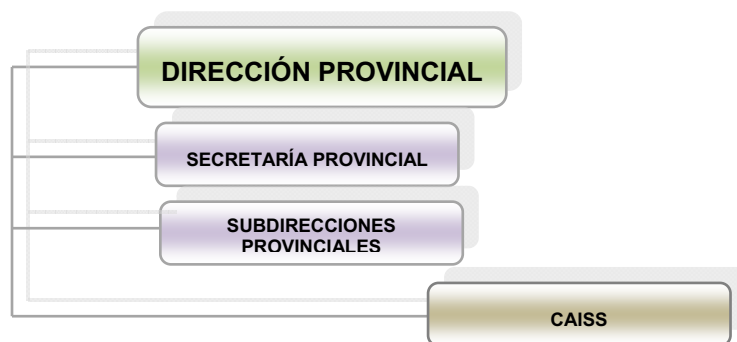 DIRECCIÓN PROVINCIAL
SECRETARÍA PROVINCIAL
SUBDIRECCIONES
PROVINCIALES
CAISS